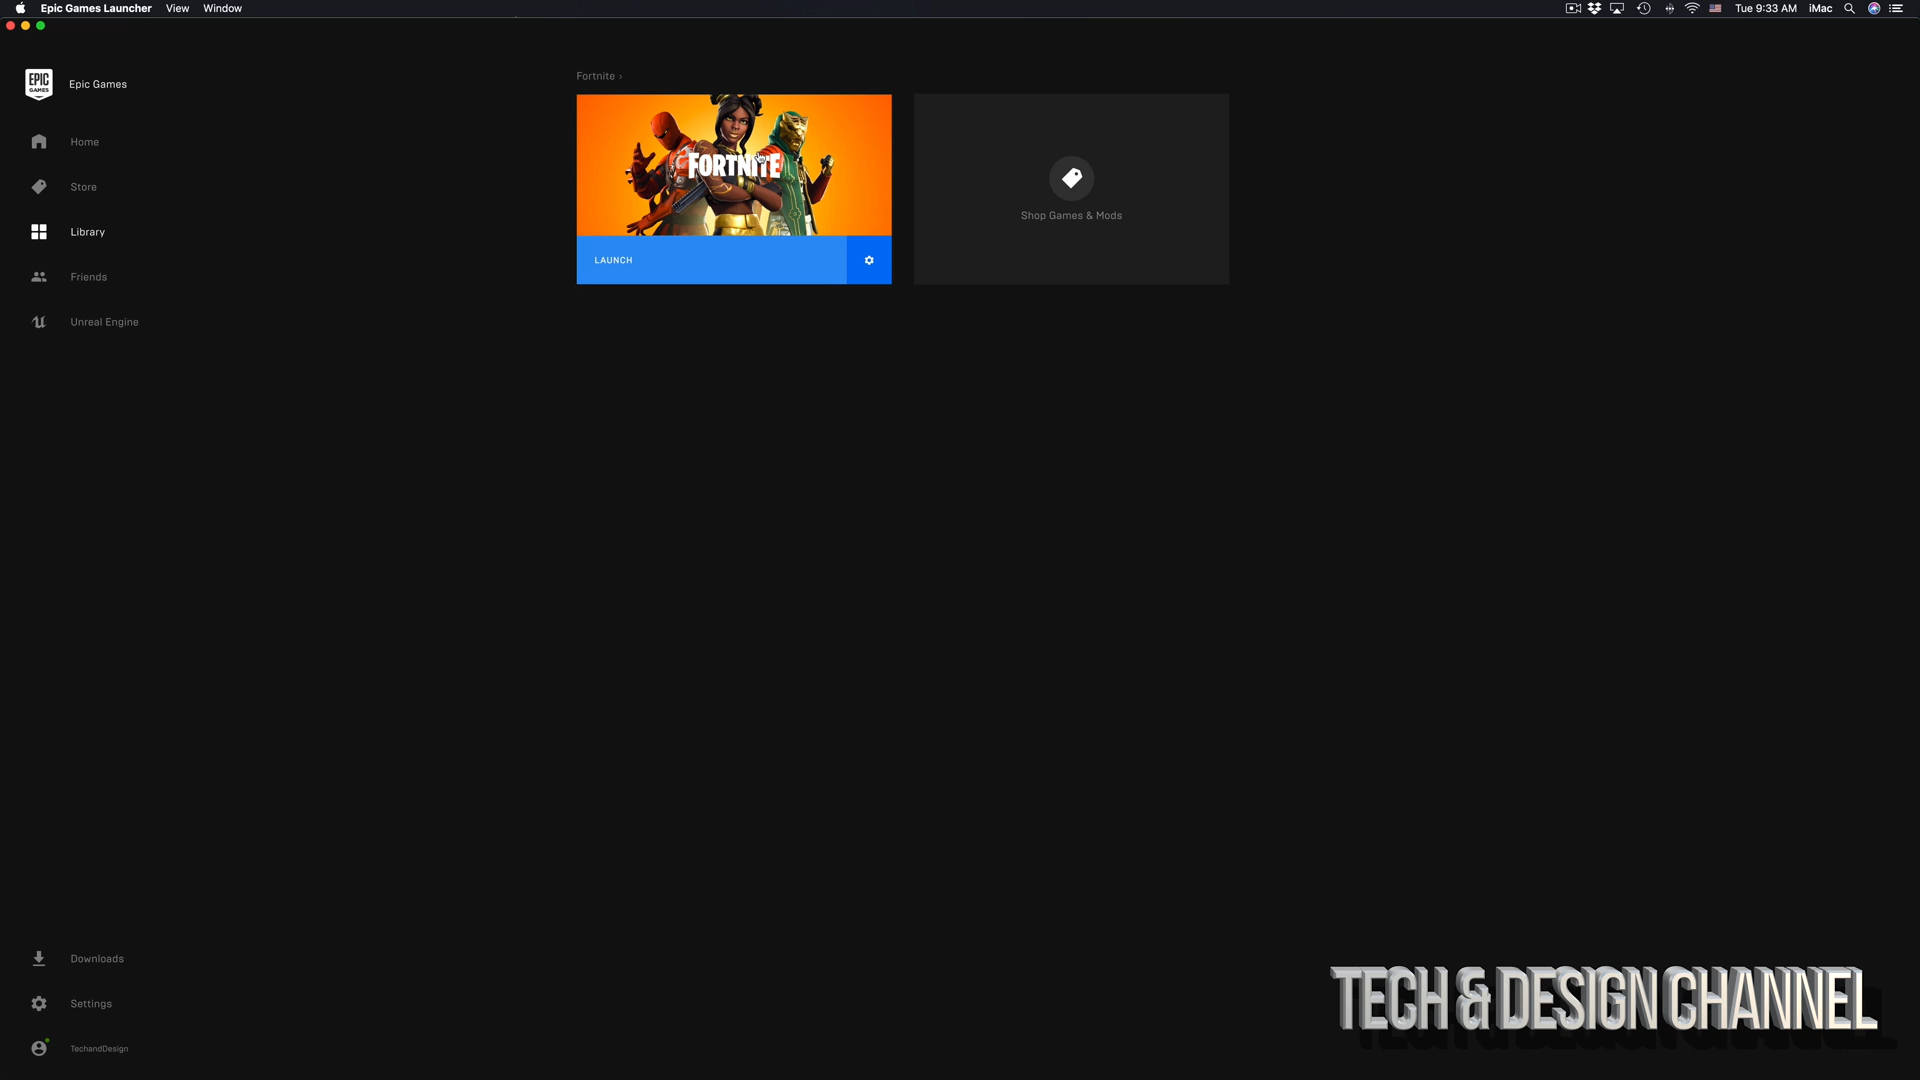 Epic Games Launcher View Window
Tue 9:33 AM iMac
EPIC
GAMES
Epic Games
Home
Store
Library
Friends
Unreal Engine
Fortnite ›
FORTNITE
LAUNCH
Shop Games & Mods
Downloads
Settings
TechandDesign
TECH & DESIGN CHANNEL